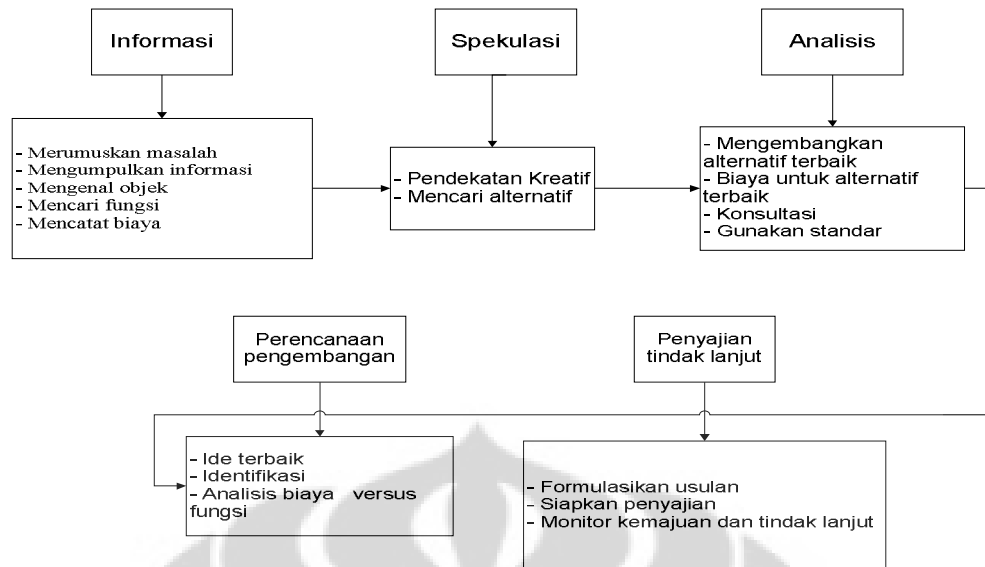 Informasi
Spekulasi
Analisis
- Merumuskan masalah
- Mengumpulkan informasi
- Mengenal objek
- Mencari fungsi
- Mencatat biaya
- Pendekatan Kreatif
- Mencari alternatif
- Mengembangkan
alternatif terbaik
- Biaya untuk alternatif
terbaik
- Konsultasi
- Gunakan standar
Perencanaan
pengembangan
Penyajian
tindak lanjut
- Ide terbaik
- Identifikasi
- Analisis biaya versus
fungsi
- Formulasikan usulan
- Siapkan penyajian
- Monitor kemajuan dan tindak lanjut